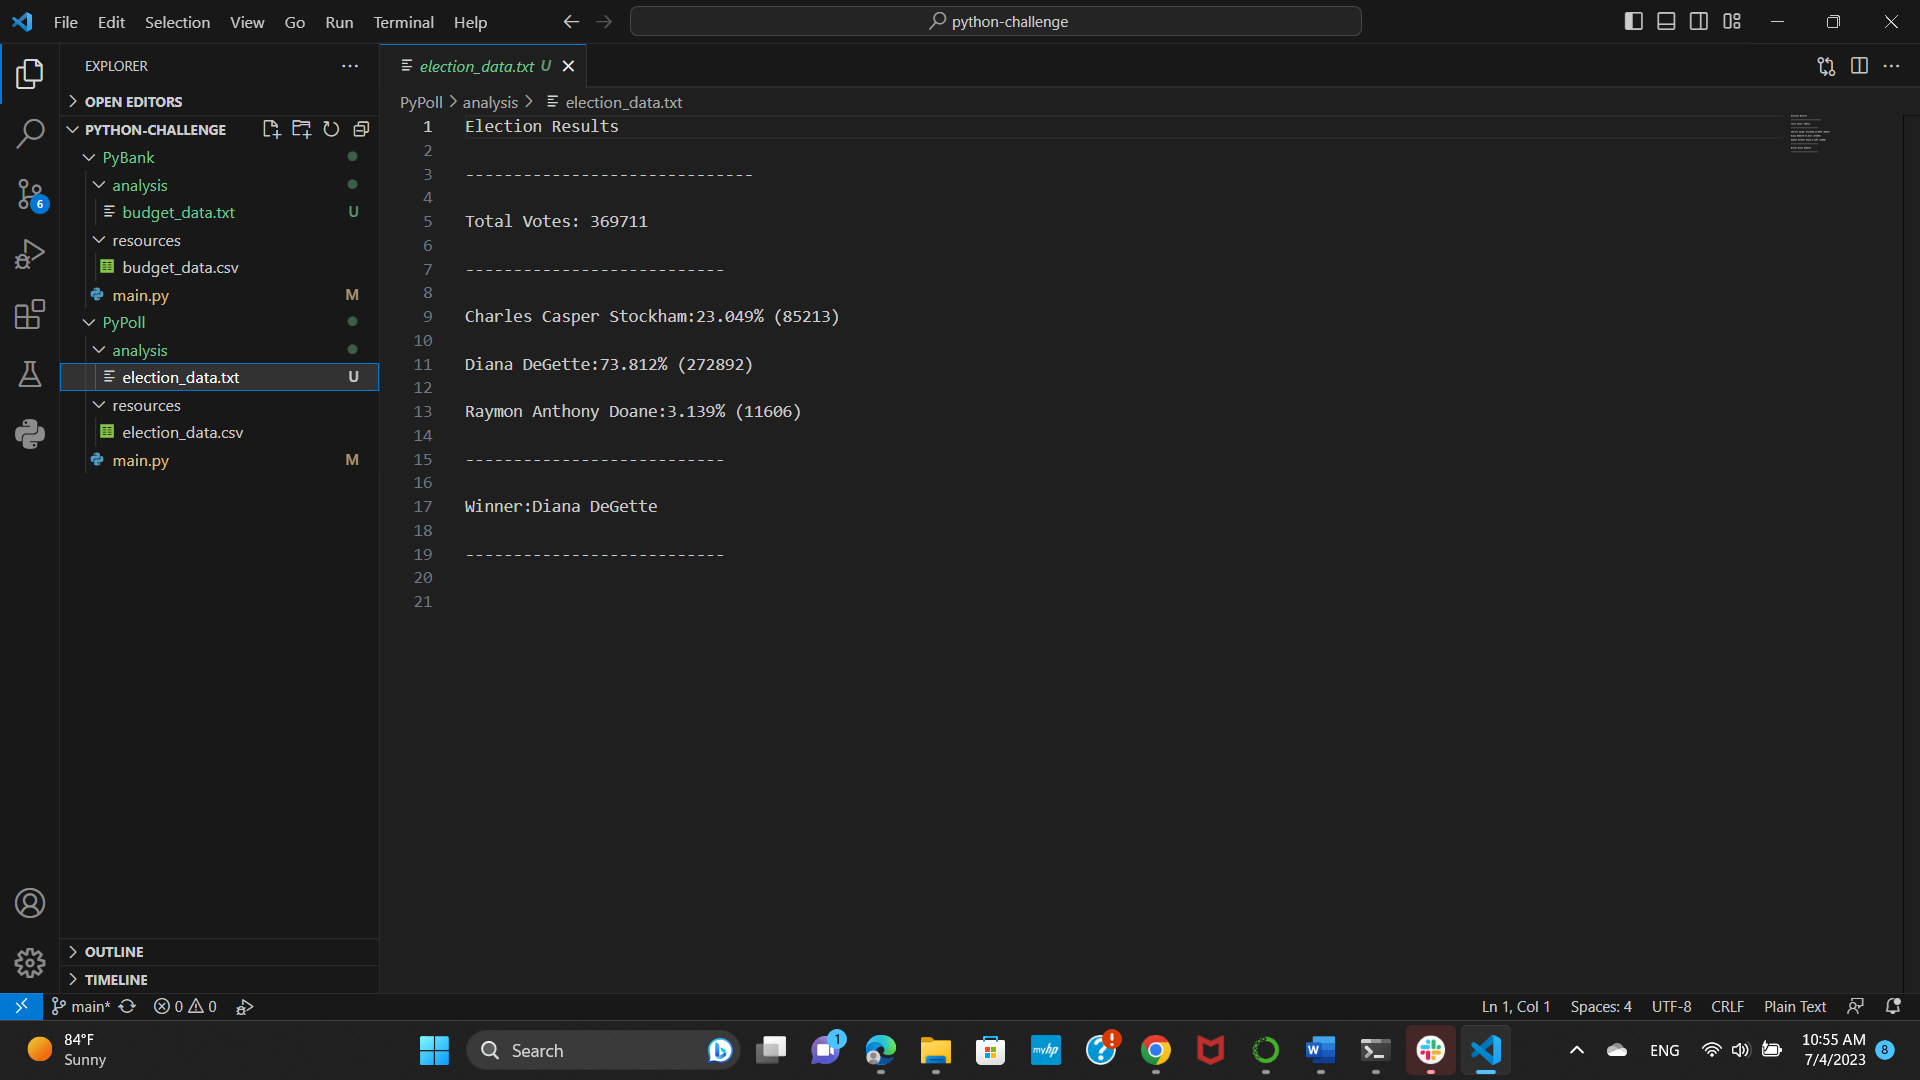 File Edit Selection View Go Run Terminal Help
python-challenge
EXPLORER
OPEN EDITORS
PYTHON-CHALLENGE
PyBank
analysis
budget_data.txt U
resources
budget_data.csv
main.py M
PyPoll
analysis
election_data.txt U
resources
election_data.csv
main.py M
OUTLINE
TIMELINE
6
election_data.txt U
PyPoll > analysis > election_data.txt
1 Election Results
2
3 ------------------------------
4
5 Total Votes: 369711
6
7 ---------------------------
8
9 Charles Casper Stockham:23.049% (85213)
10
11 Diana DeGette:73.812% (272892)
12
13 Raymon Anthony Doane:3.139% (11606)
14
15 ---------------------------
16
17 Winner:Diana DeGette
18
19 ---------------------------
20
21
main* 0 0
Ln 1, Col 1 Spaces: 4 UTF-8 CRLF Plain Text
84°F
Sunny
Search
1
myhp
W
ENG
10:55 AM
7/4/2023
8